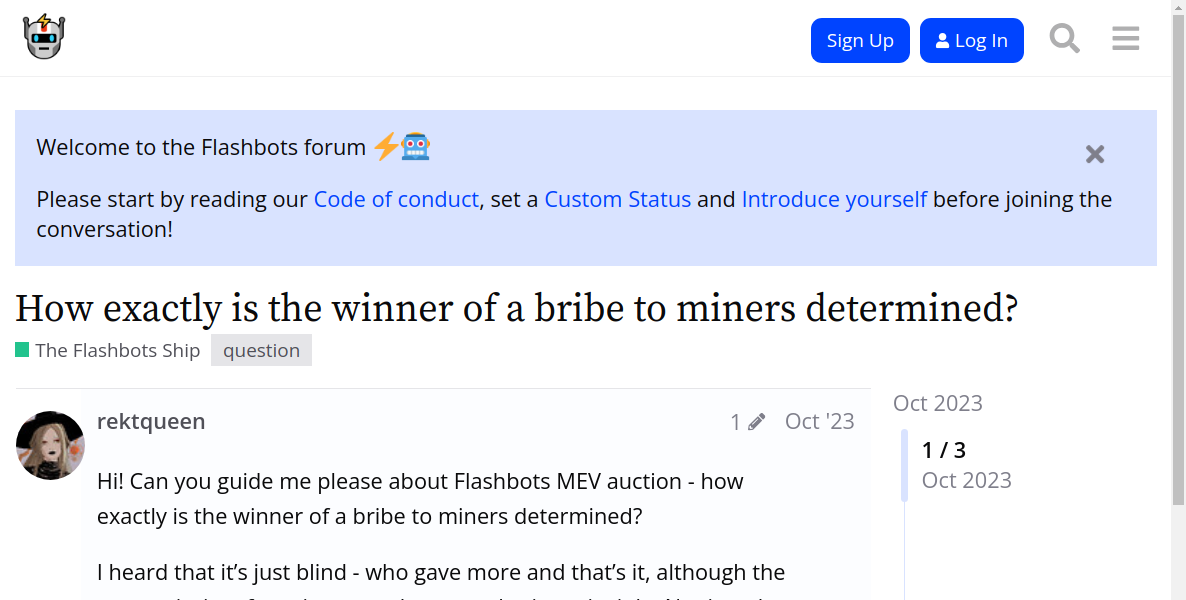 Sign Up
Log In
Welcome to the Flashbots forum
Please start by reading our Code of conduct, set a Custom Status and Introduce yourself before joining the
conversation!
How exactly is the winner of a bribe to miners determined?
The Flashbots Ship question
rektqueen 1 Oct '23
Hi! Can you guide me please about Flashbots MEV auction - how
exactly is the winner of a bribe to miners determined?
I heard that it’s just blind - who gave more and that’s it, although the
Oct 2023
1 / 3
Oct 2023